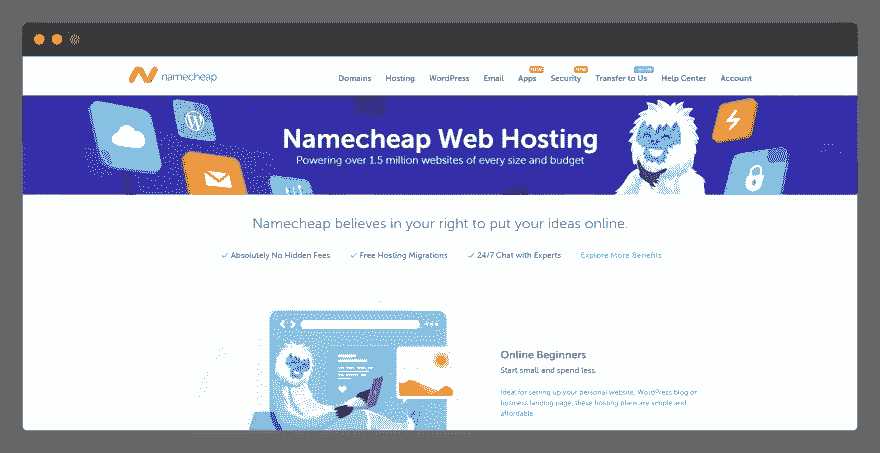 namecheap
Domains Hosting WordPress Email Apps Security Transfer to Us Help Center Account
NEW NEW
Namecheap Web Hosting
Powering over 1.5 million websites of every size and budget
Namecheap believes in your right to put your ideas online.
✓ Absolutely No Hidden Fees ✓ Free Hosting Migrations ✓ 24/7 Chat with Experts Explore More Benefits
Online Beginners
Start small and spend less.
Ideal for setting up your personal website, WordPress blog or
business landing page, these hosting plans are simple and
affordable.